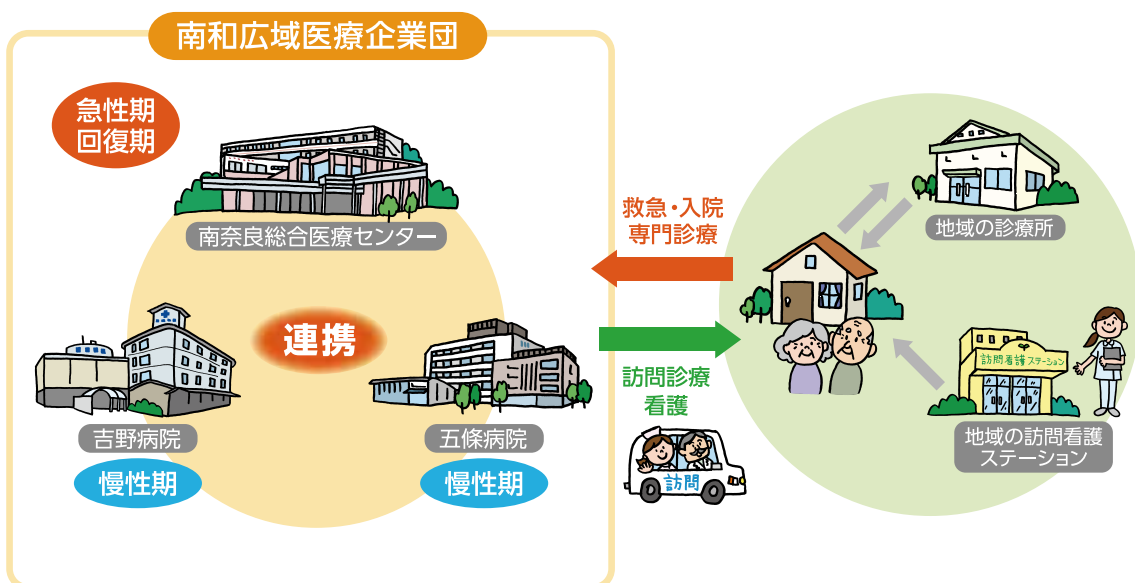 南和広域医療企業団
急性期
回復期
南奈良総合医療センター
連携
吉野病院
慢性期
五條病院
慢性期
救急・入院
専門診療
訪問診療
看護
訪問
地域の診療所
訪問看護ステーション
地域の訪問看護
ステーション